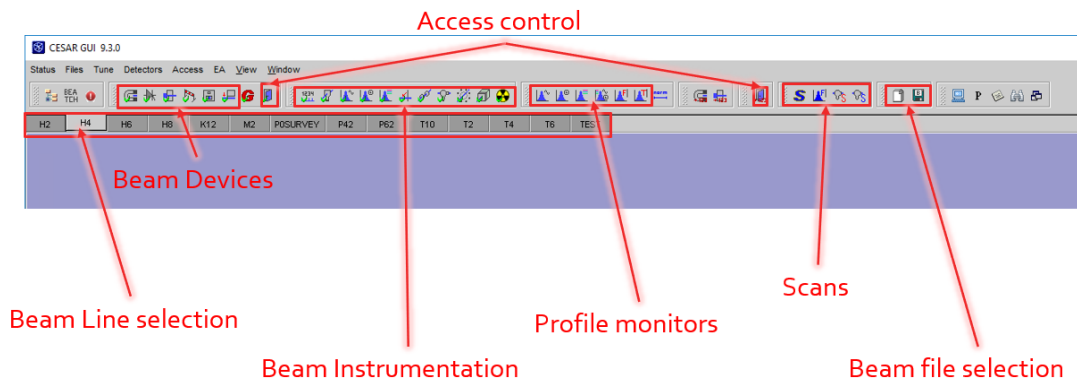 Access control
CESAR GUI 9.3.0
Status Files Tune Detectors Access EA View Window
BEA
TCH
S
P
H2 H4 H6 H8 K12 M2 P0SURVEY P42 P62 T10 T2 T4 T6 TEST
Beam Devices
Scans
Beam Line selection
Profile monitors
Beam Instrumentation
Beam file selection